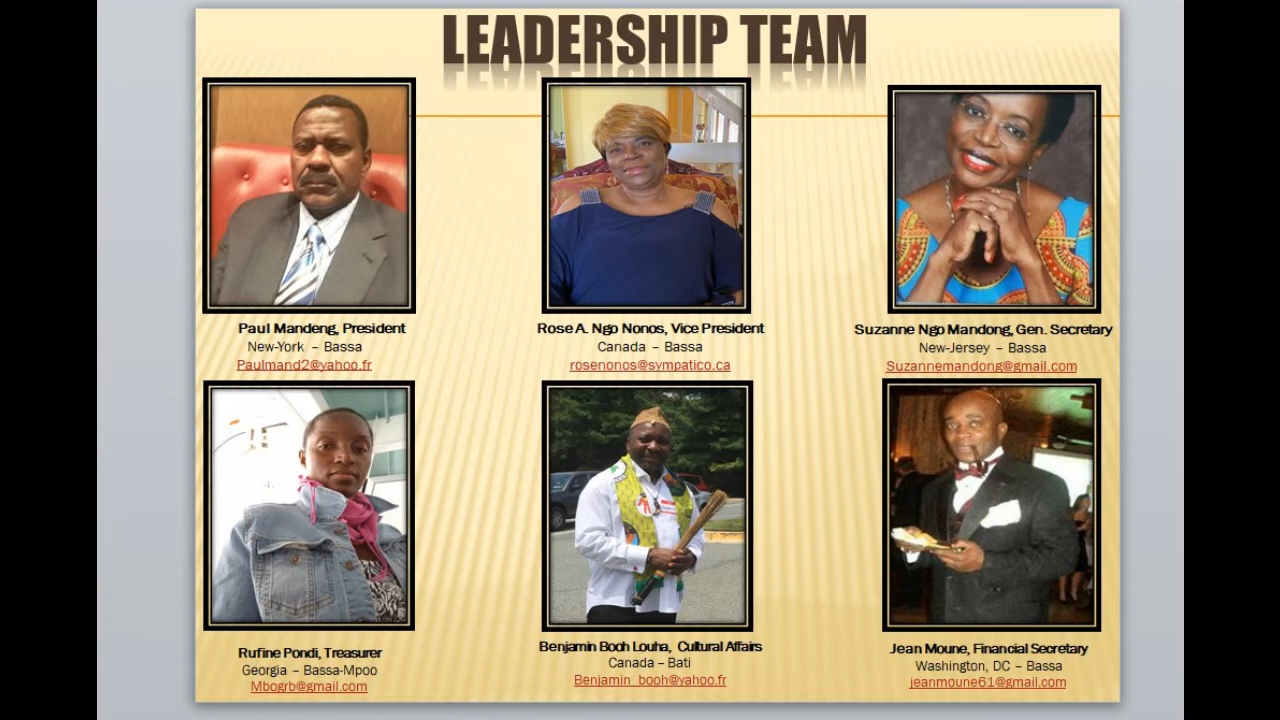 LEADERSHIP TEAM
Paul Mandeng, President
New-York – Bassa
Paulmand2@yahoo.fr
Rose A. Ngo Nonos, Vice President
Canada – Bassa
rosenonos@sympatico.ca
Suzanne Ngo Mandong, Gen. Secretary
New-Jersey – Bassa
Suzannemandong@gmail.com
Rufine Pondi, Treasurer
Georgia – Bassa-Mpoo
Mbogrb@gmail.com
Benjamin Booh Louha, Cultural Affairs
Canada – Bati
Benjamin_booh@yahoo.fr
Jean Moune, Financial Secretary
Washington, DC – Bassa
jeanmoune61@gmail.com